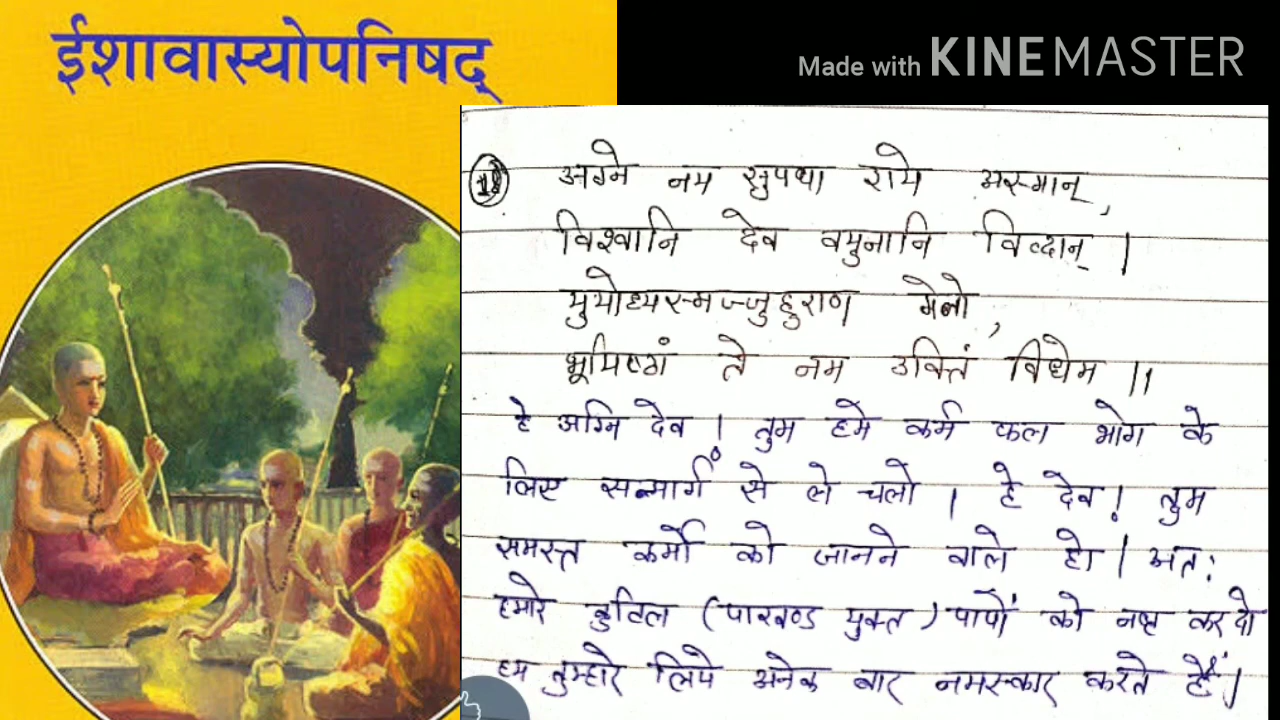 ईशावास्योपनिषद्
Made with KINEMASTER
18 अग्ने नय सुपथा राये अस्मान्,
विश्वानि देव वयुनानि विव्दान् ।
युयोध्यस्मज्जुहुराण मेनो,
भूयिष्ठां ते नम उक्तिं विधेम ।।
हे अग्नि देव ! तुम हमे कर्म फल भोग के
लिए सन्मार्ग से ले चलो । हे देव ! तुम
समस्त कर्मो को जानने वाले हो । अतः
हमारे कुटिल (पाखण्ड युक्त) पापों को नष्ट कर दो
हम तुम्हारे लिये अनेक बार नमस्कार करते हैं ।